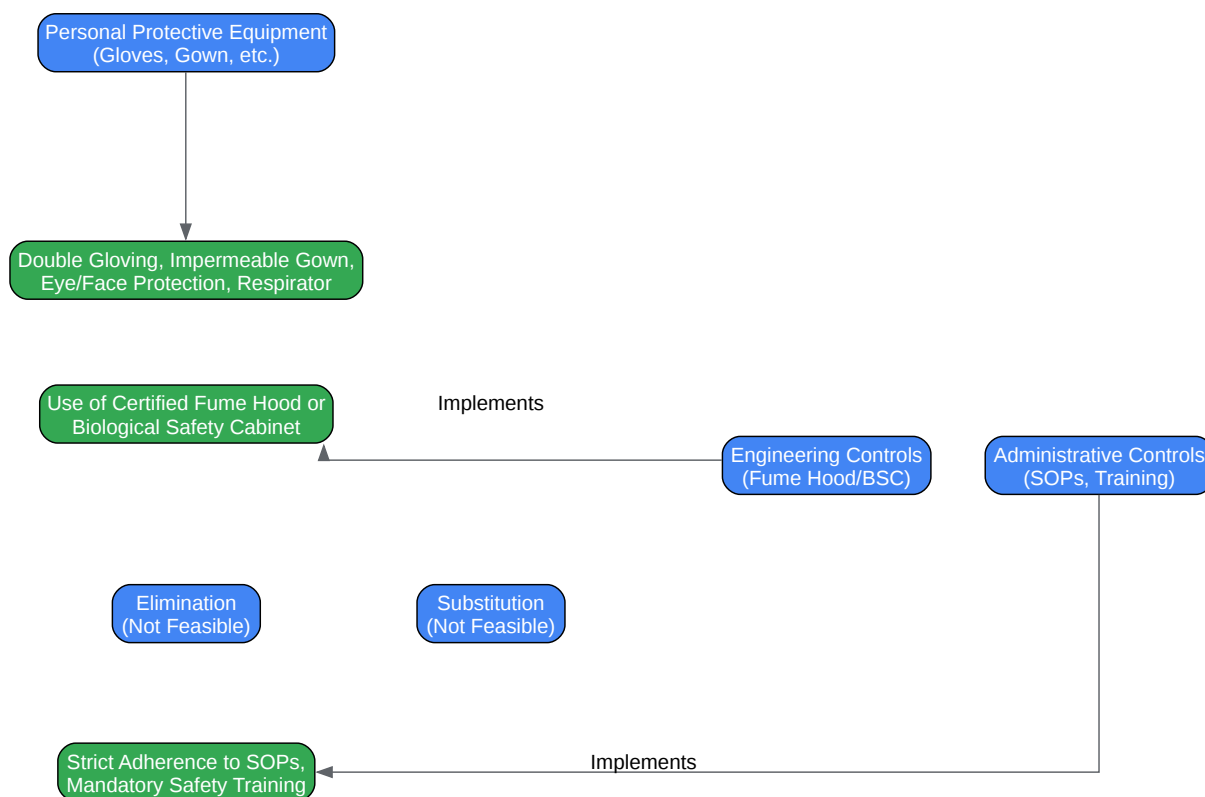 Personal Protective Equipment
(Gloves, Gown, etc.)
Double Gloving, Impermeable Gown,
Eye/Face Protection, Respirator
Use of Certified Fume Hood or
Biological Safety Cabinet
Implements
Engineering Controls
(Fume Hood/BSC)
Administrative Controls
(SOPs, Training)
Elimination
(Not Feasible)
Substitution
(Not Feasible)
Strict Adherence to SOPs,
Mandatory Safety Training
Implements